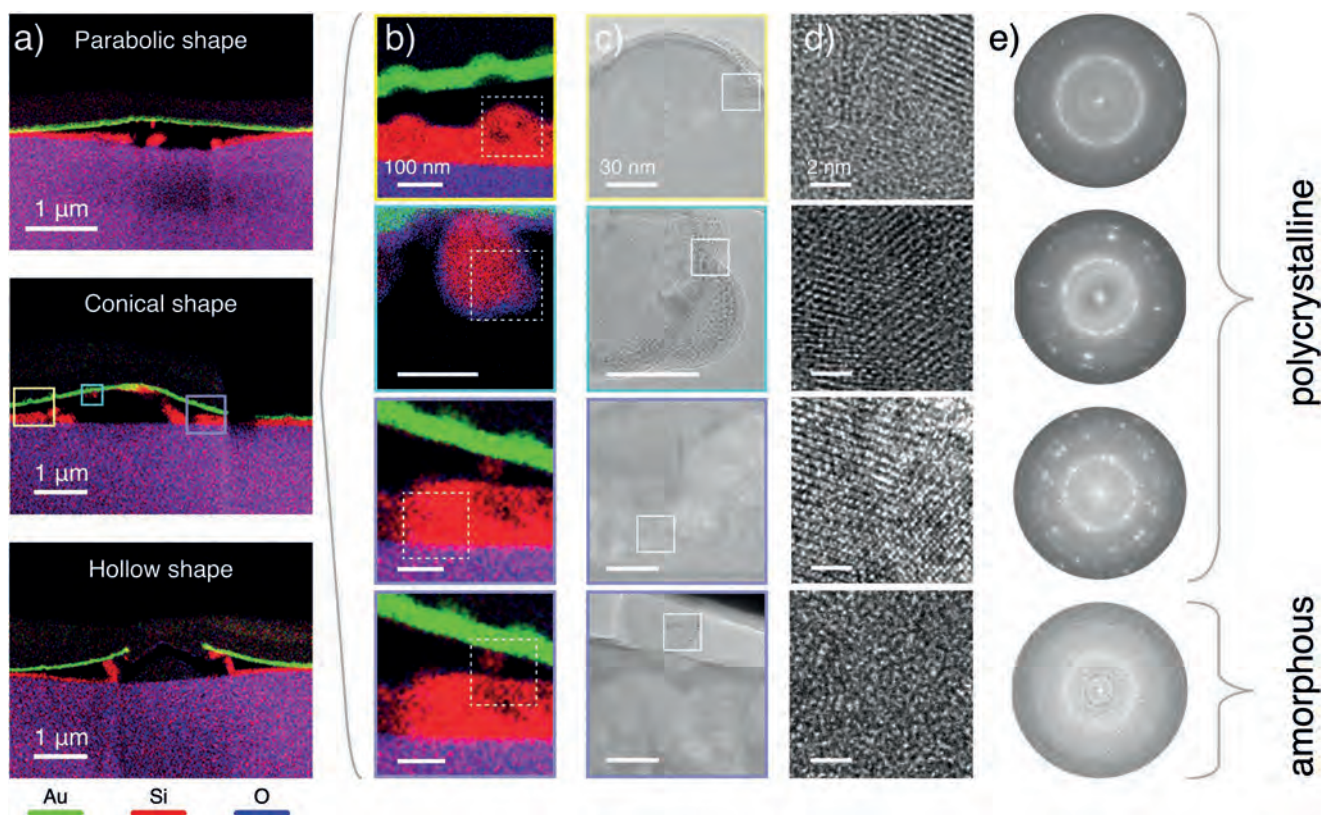 a)
Parabolic shape
1 μm
Conical shape
1 μm
Hollow shape
1 μm
Au Si O
b)
100 nm
c)
30 nm
d)
2 nm
e)
polycrystalline
amorphous